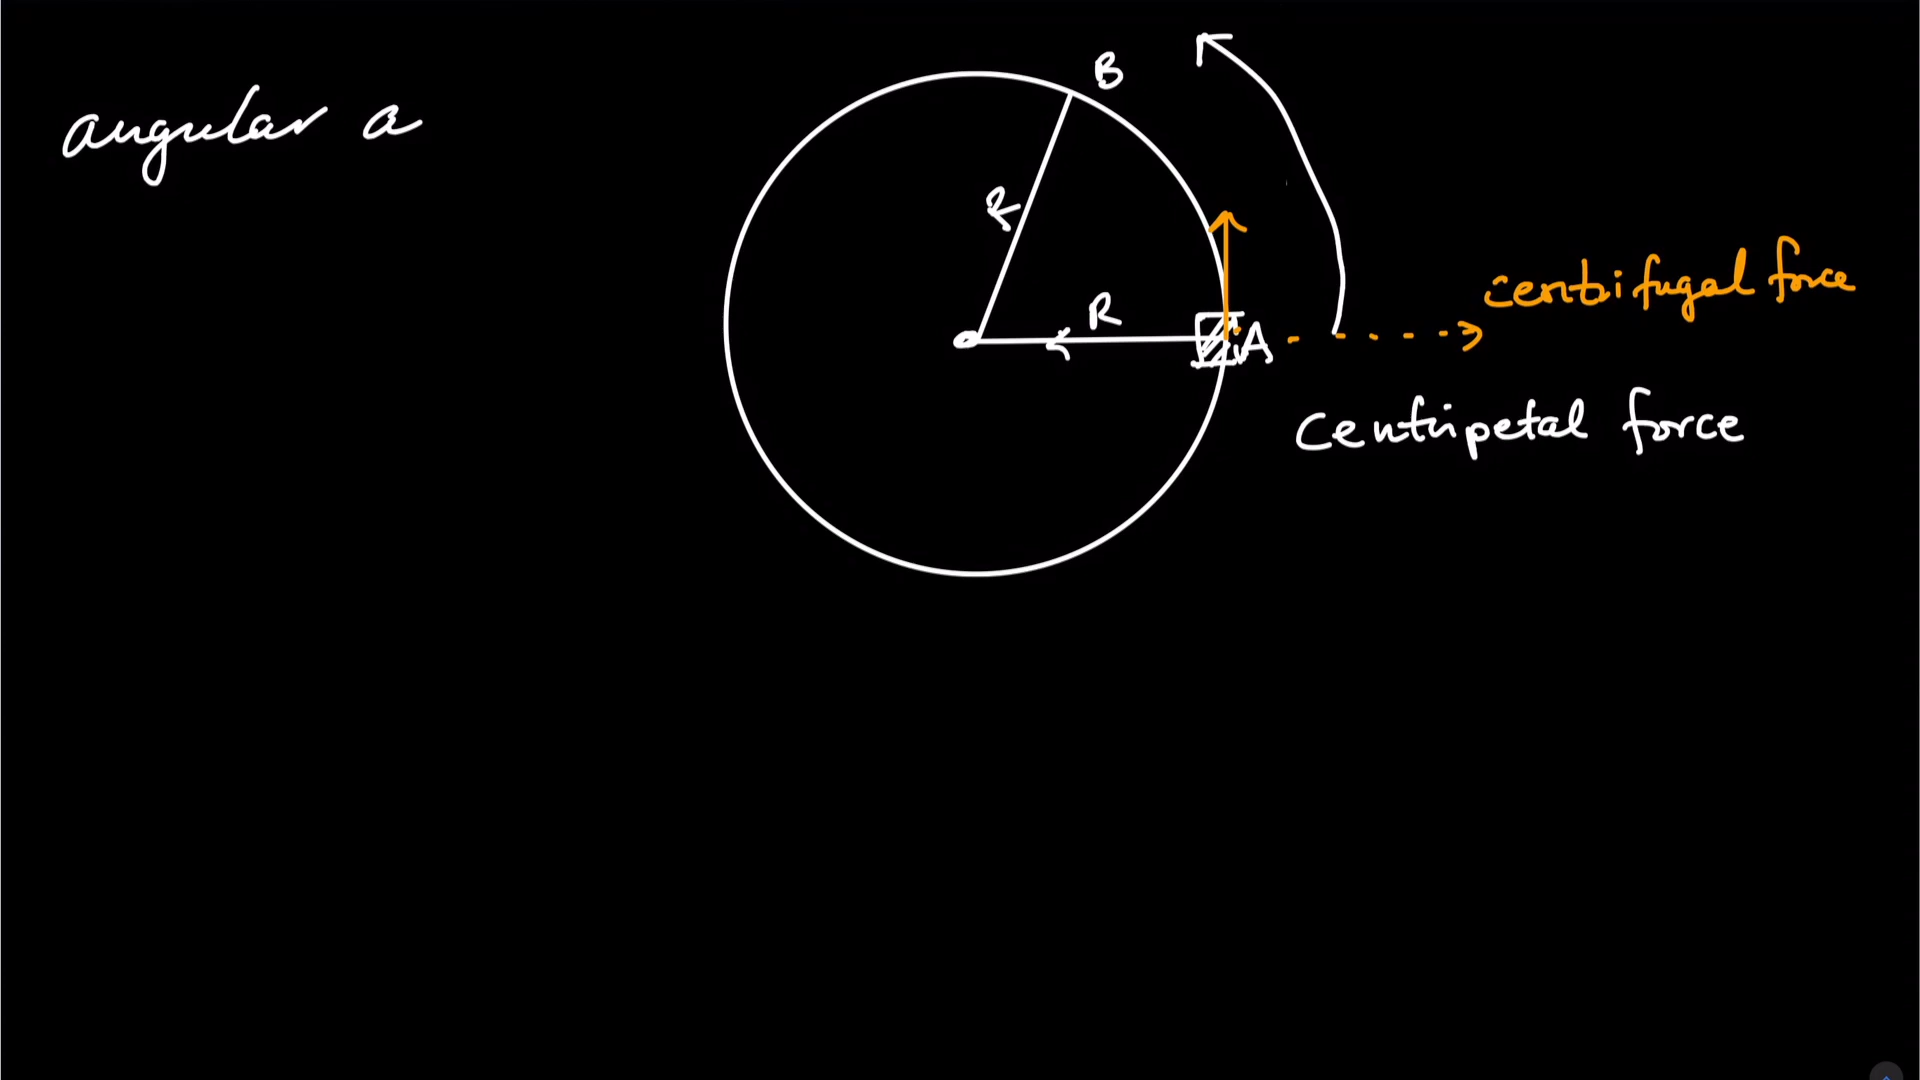 angular a
B
R
R
A
centrifugal force
centripetal force